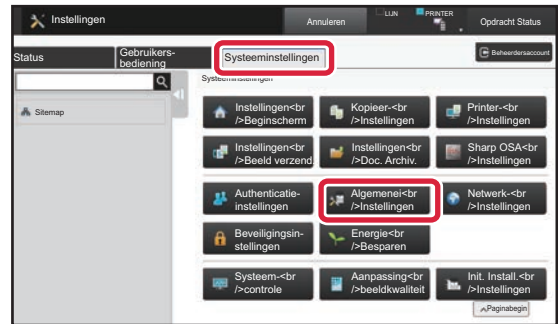 Instellingen
Annuleren
LIJN
PRINTER
Opdracht Status
Status
Gebruikers-
bediening
Systeeminstellingen
Beheerdersaccount
Systeeminstellingen
Sitemap
Instellingen<br
/>Beginscherm
Kopieer-<br
/>Instellingen
Printer-<br
/>Instellingen
Instellingen<br
/>Beeld verzend
Instellingen<br
/>Doc. Archiv.
Sharp OSA<br
/>Instellingen
Authenticatie-
instellingen
Algemenei<br
/>Instellingen
Netwerk-<br
/>Instellingen
Beveiligingsin-
stellingen
Energie<br
/>Besparen
Systeem-<br
/>controle
Aanpassing<br
/>beeldkwaliteit
Init. Install.<br
/>Instellingen
Paginabegin